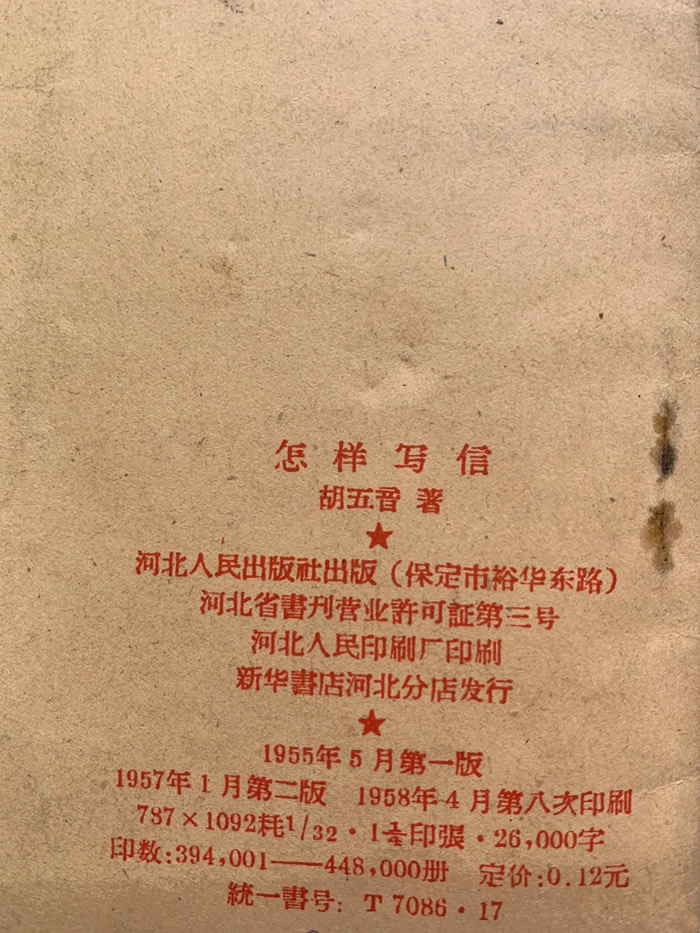 怎样写信
胡五晋 著
★
河北人民出版社出版（保定市裕华东路）
河北省書刊营业許可証第三号
河北人民印刷厂印刷
新华書店河北分店发行
★
1955年5月第一版
1957年1月第二版 1958年4月第八次印刷
787×1092耗1/32·1¼印張·26,000字
印数:394,001——448,000册 定价:0.12元
統一書号: T 7086·17